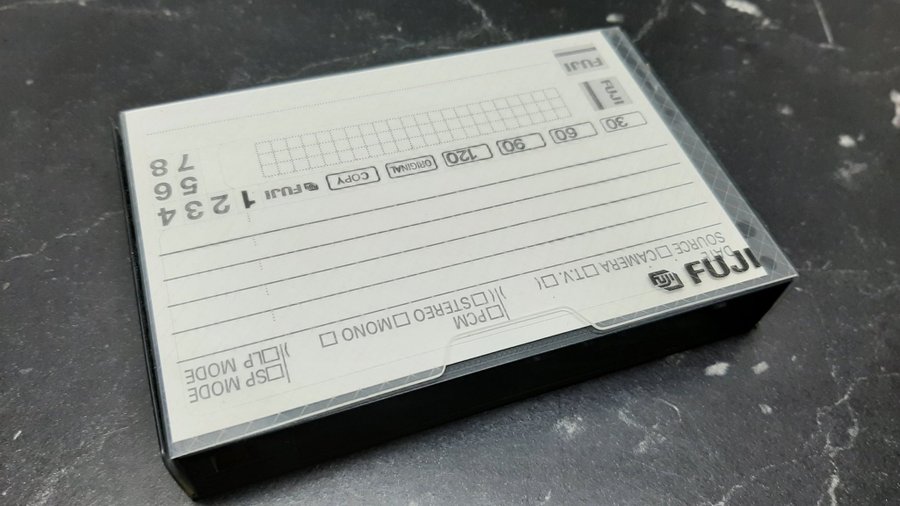 FUJI
DATE □PCM □SP MODE
SOURCE □CAMERA □T.V. □( ) □STEREO □MONO □( ) □LP MODE
30 60 90 120 ORIGINAL COPY FUJI 1 2 3 4
5 6
7 8
FUJI
FUJI